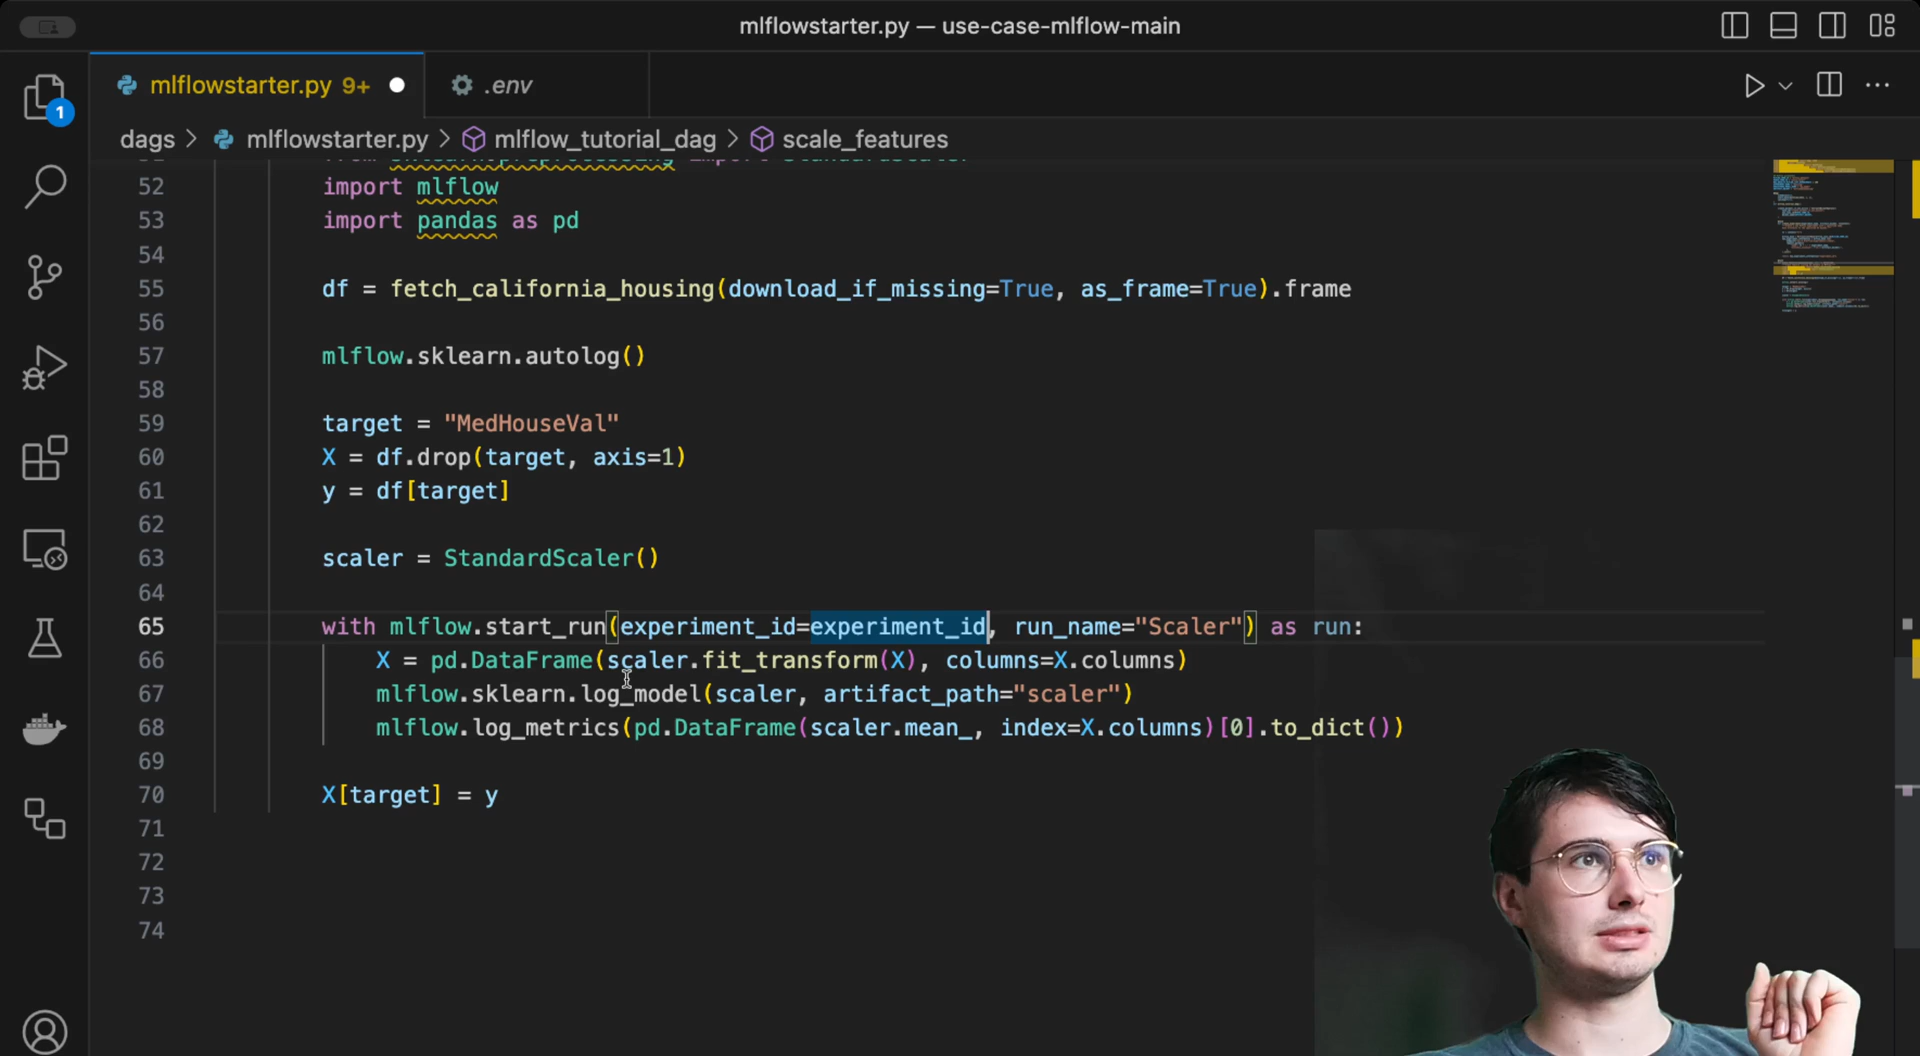 mlflowstarter.py — use-case-mlflow-main
mlflowstarter.py 9+
.env
1
dags > mlflowstarter.py > mlflow_tutorial_dag > scale_features
52 import mlflow
53 import pandas as pd
54
55 df = fetch_california_housing(download_if_missing=True, as_frame=True).frame
56
57 mlflow.sklearn.autolog()
58
59 target = "MedHouseVal"
60 X = df.drop(target, axis=1)
61 y = df[target]
62
63 scaler = StandardScaler()
64
65 with mlflow.start_run(experiment_id=experiment_id, run_name="Scaler") as run:
66 X = pd.DataFrame(scaler.fit_transform(X), columns=X.columns)
67 mlflow.sklearn.log_model(scaler, artifact_path="scaler")
68 mlflow.log_metrics(pd.DataFrame(scaler.mean_, index=X.columns)[0].to_dict())
69
70 X[target] = y
71
72
73
74